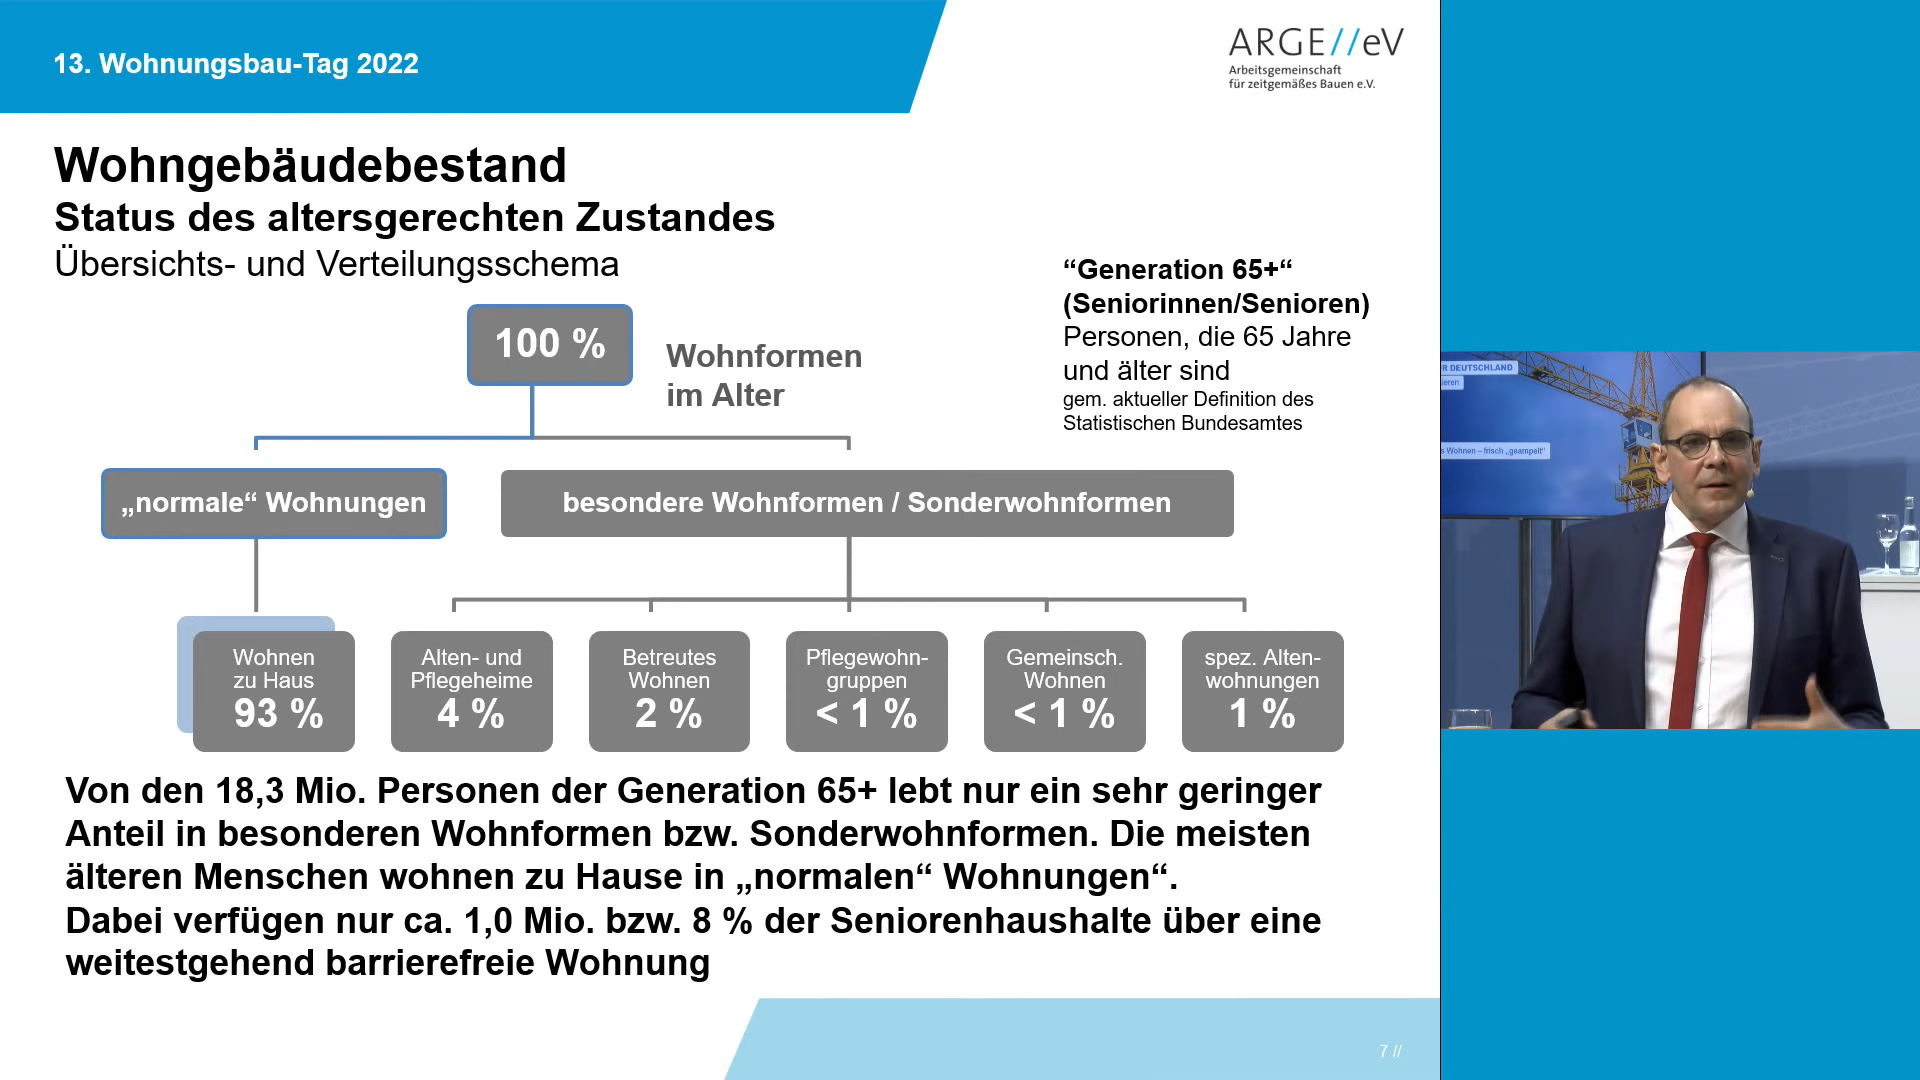 13. Wohnungsbau-Tag 2022
ARGE//eV
Arbeitsgemeinschaft
für zeitgemäßes Bauen e.V.
Wohngebäudebestand
Status des altersgerechten Zustandes
Übersichts- und Verteilungsschema
“Generation 65+“
(Seniorinnen/Senioren)
Personen, die 65 Jahre
und älter sind
gem. aktueller Definition des
Statistischen Bundesamtes
100 %
Wohnformen
im Alter
„normale“ Wohnungen
besondere Wohnformen / Sonderwohnformen
Wohnen
zu Haus
93 %
Alten- und
Pflegeheime
4 %
Betreutes
Wohnen
2 %
Pflegewohn-
gruppen
< 1 %
Gemeinsch.
Wohnen
< 1 %
spez. Alten-
wohnungen
1 %
Von den 18,3 Mio. Personen der Generation 65+ lebt nur ein sehr geringer
Anteil in besonderen Wohnformen bzw. Sonderwohnformen. Die meisten
älteren Menschen wohnen zu Hause in „normalen“ Wohnungen“.
Dabei verfügen nur ca. 1,0 Mio. bzw. 8 % der Seniorenhaushalte über eine
weitestgehend barrierefreie Wohnung
7 //
R DEUTSCHLAND
ieren
s Wohnen – frisch „geampelt“